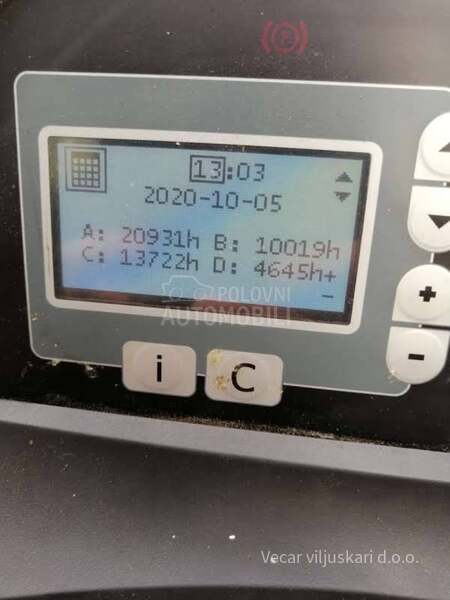 13:03
2020-10-05
A: 20931h B: 10019h
C: 13722h D: 4645h+
-
POLOVNI
AUTOMOBILI
+
-
i C
Vecar viljuskari d.o.o.